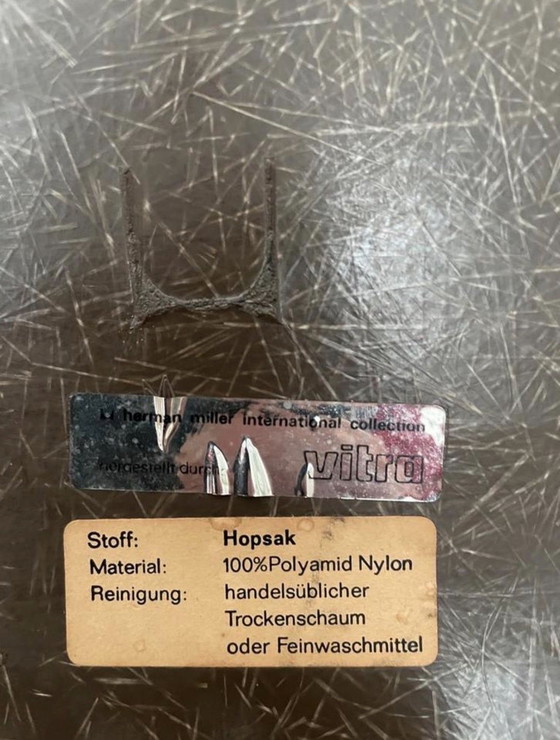 herman miller international collection
hergestellt durch
vitra
Stoff: Hopsak
Material: 100%Polyamid Nylon
Reinigung: handelsüblicher
Trockenschaum
oder Feinwaschmittel